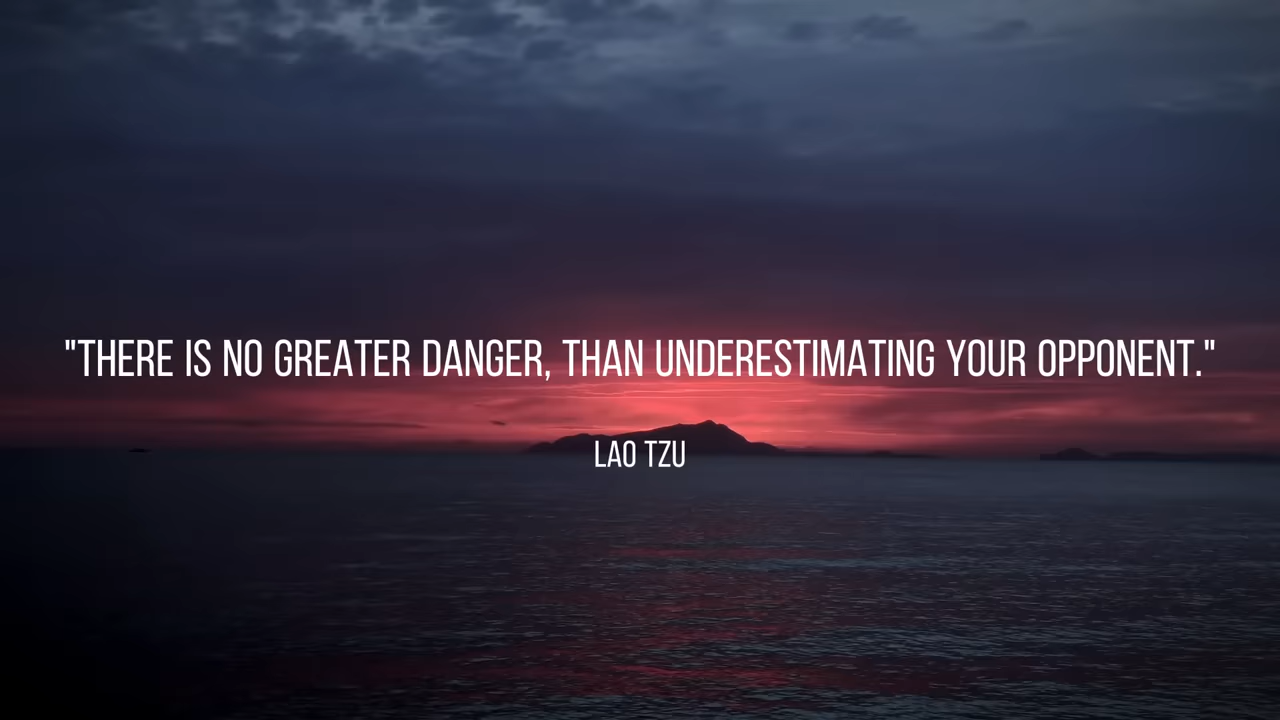 "THERE IS NO GREATER DANGER, THAN UNDERESTIMATING YOUR OPPONENT."
LAO TZU